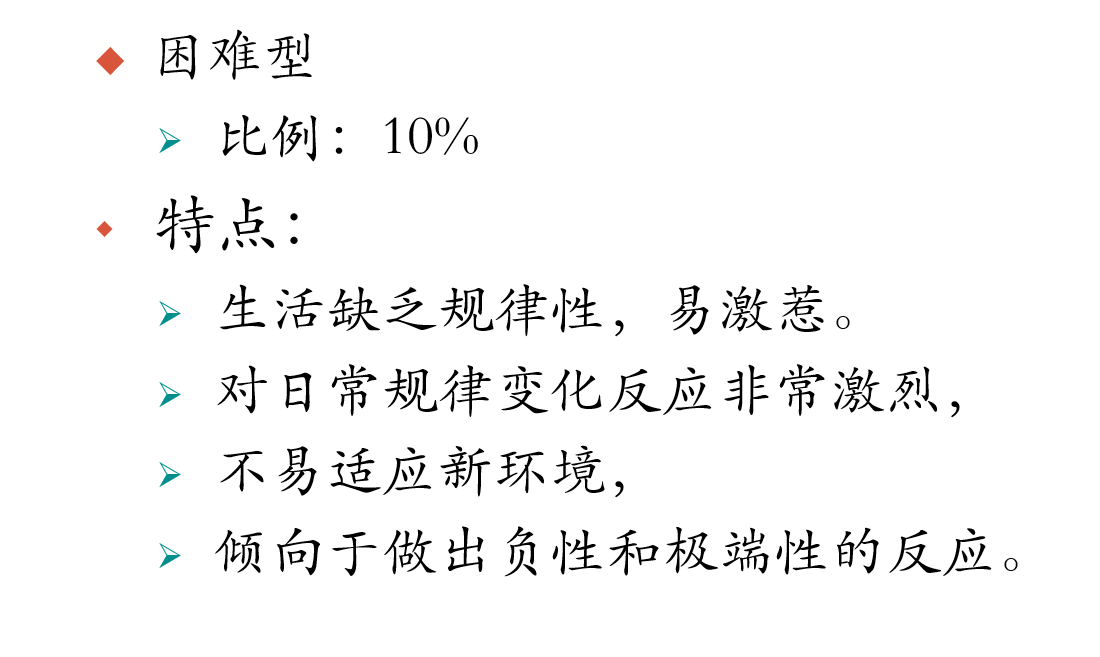 困难型
比例：10%
特点：
生活缺乏规律性，易激惹。
对日常规律变化反应非常激烈，
不易适应新环境，
倾向于做出负性和极端性的反应。